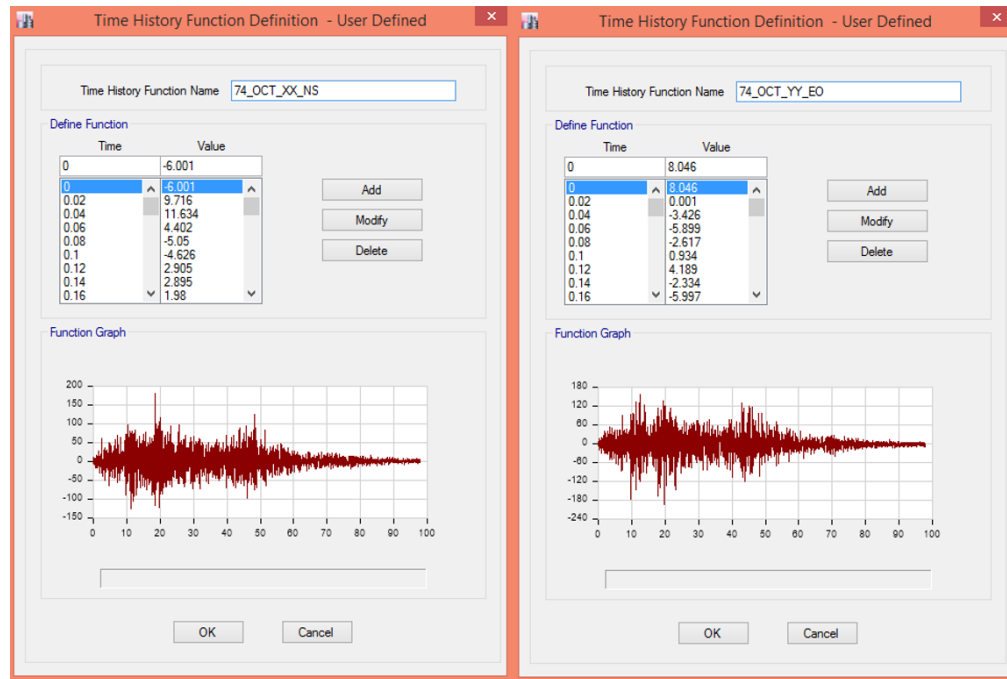 Time History Function Definition - User Defined
Time History Function Name 74_OCT_XX_NS
Define Function
Time Value
0 -6.001
0 -6.001
0.02 9.716
0.04 11.634
0.06 4.402
0.08 -5.05
0.1 -4.626
0.12 2.905
0.14 2.895
0.16 1.98
Add
Modify
Delete
Function Graph
200
150
100
50
0
-50
-100
-150
0 10 20 30 40 50 60 70 80 90 100
OK Cancel
Time History Function Definition - User Defined
Time History Function Name 74_OCT_YY_EO
Define Function
Time Value
0 8.046
0 8.046
0.02 0.001
0.04 -3.426
0.06 -5.899
0.08 -2.617
0.1 0.934
0.12 4.189
0.14 -2.334
0.16 -5.997
Add
Modify
Delete
Function Graph
180
120
60
0
-60
-120
-180
-240
0 10 20 30 40 50 60 70 80 90 100
OK Cancel